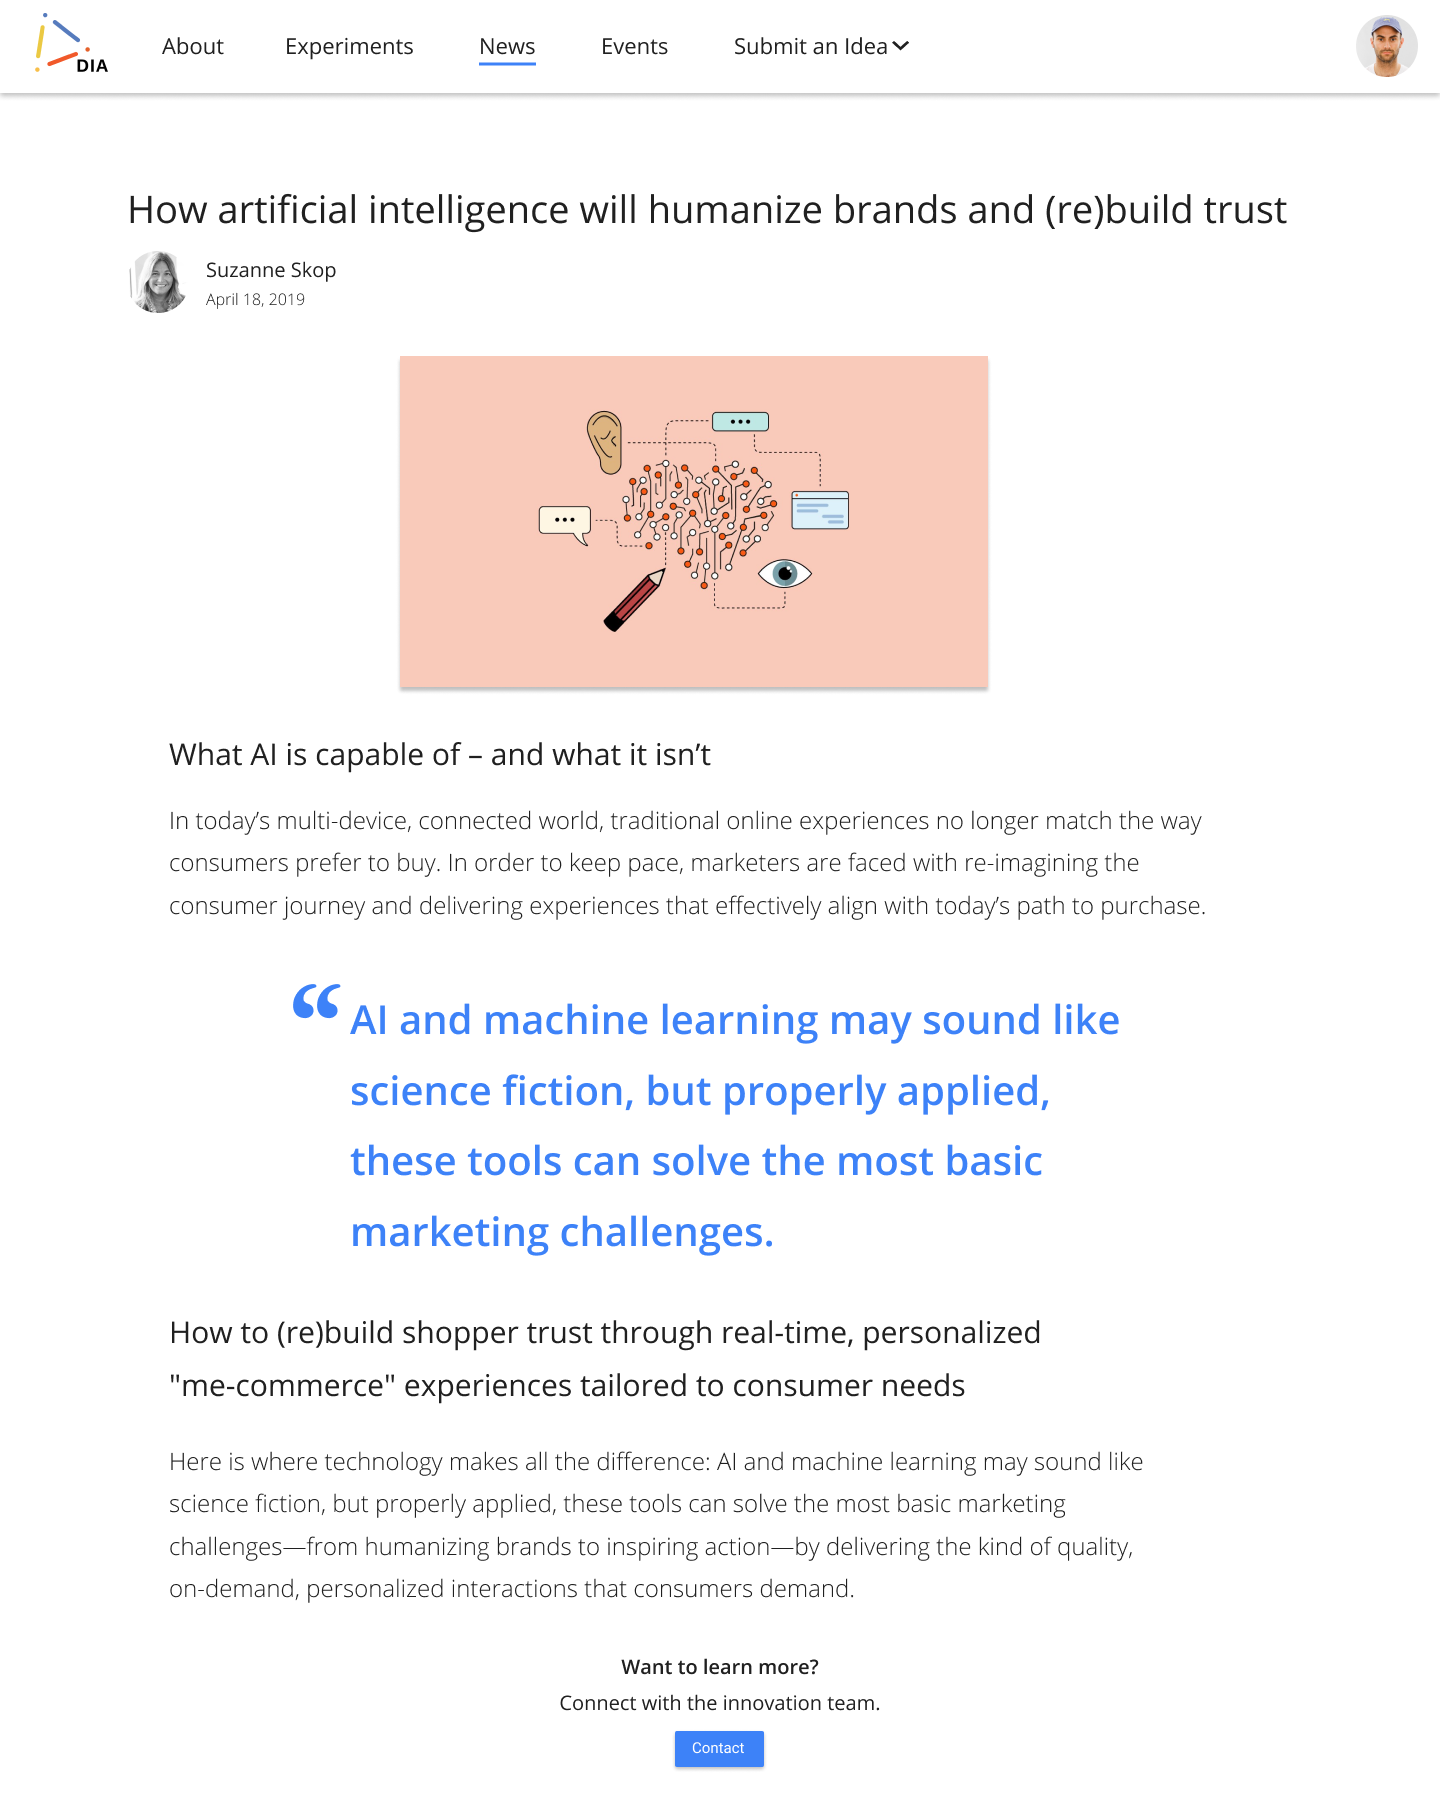 DIA
About
Experiments
News
Events
Submit an Idea
How artificial intelligence will humanize brands and (re)build trust
Suzanne Skop
April 18, 2019
What AI is capable of – and what it isn’t
In today’s multi-device, connected world, traditional online experiences no longer match the way
consumers prefer to buy. In order to keep pace, marketers are faced with re-imagining the
consumer journey and delivering experiences that effectively align with today’s path to purchase.
“ AI and machine learning may sound like
science fiction, but properly applied,
these tools can solve the most basic
marketing challenges.
How to (re)build shopper trust through real-time, personalized
"me-commerce" experiences tailored to consumer needs
Here is where technology makes all the difference: AI and machine learning may sound like
science fiction, but properly applied, these tools can solve the most basic marketing
challenges—from humanizing brands to inspiring action—by delivering the kind of quality,
on-demand, personalized interactions that consumers demand.
Want to learn more?
Connect with the innovation team.
Contact